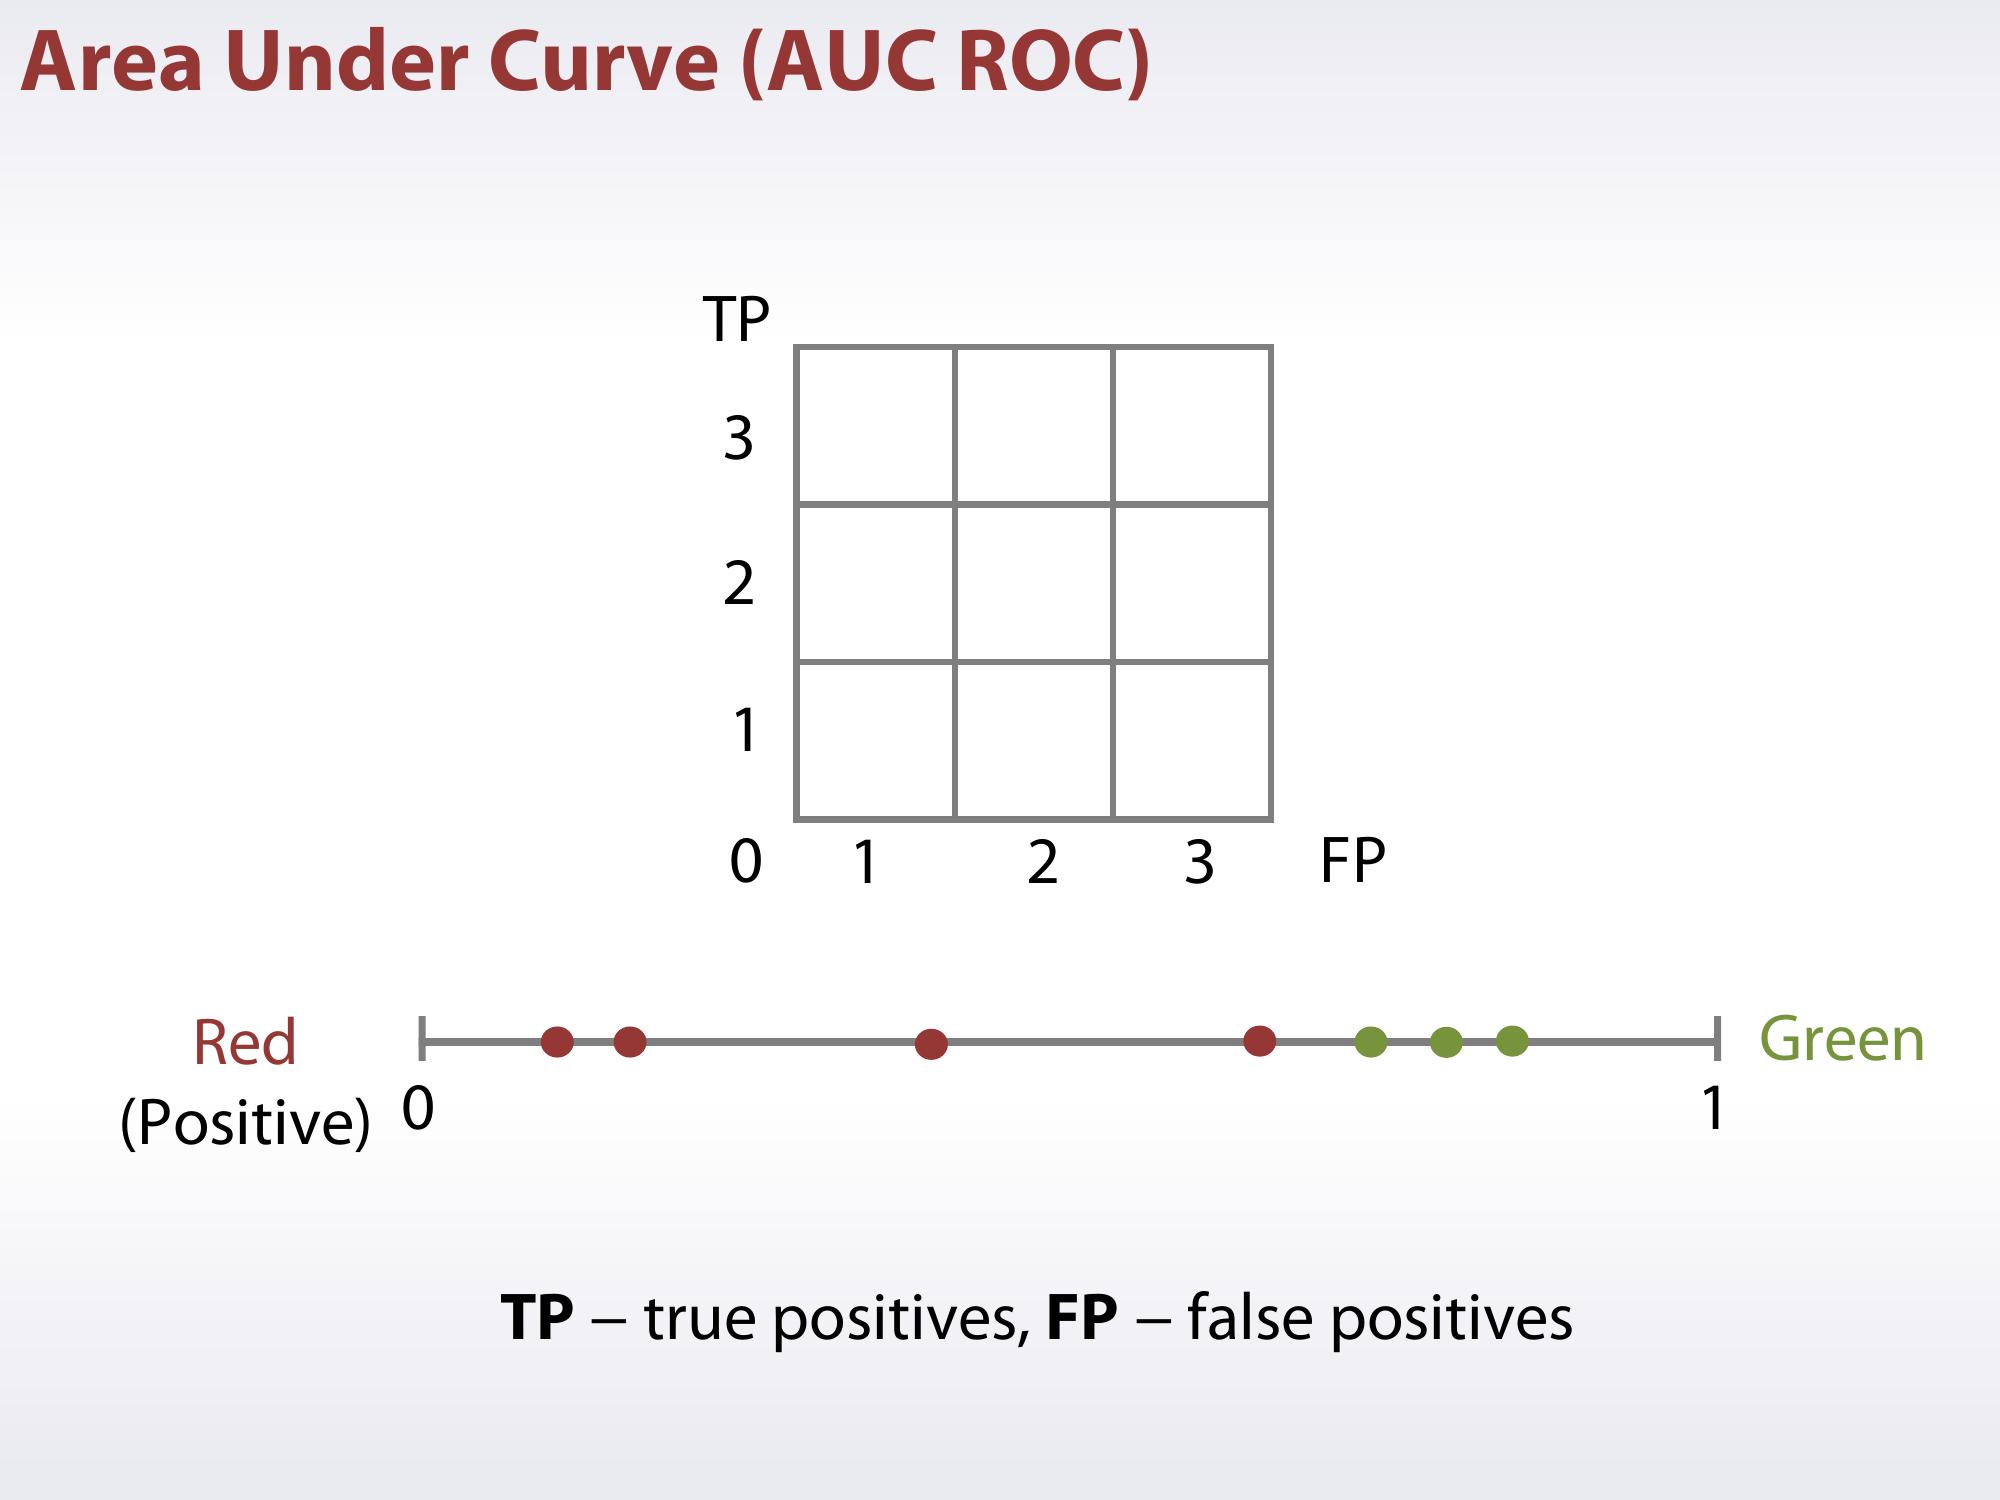 Area Under Curve (AUC ROC)
TP
3
2
1
0 1 2 3 FP
Red Green
(Positive) 0 1
TP – true positives, FP – false positives